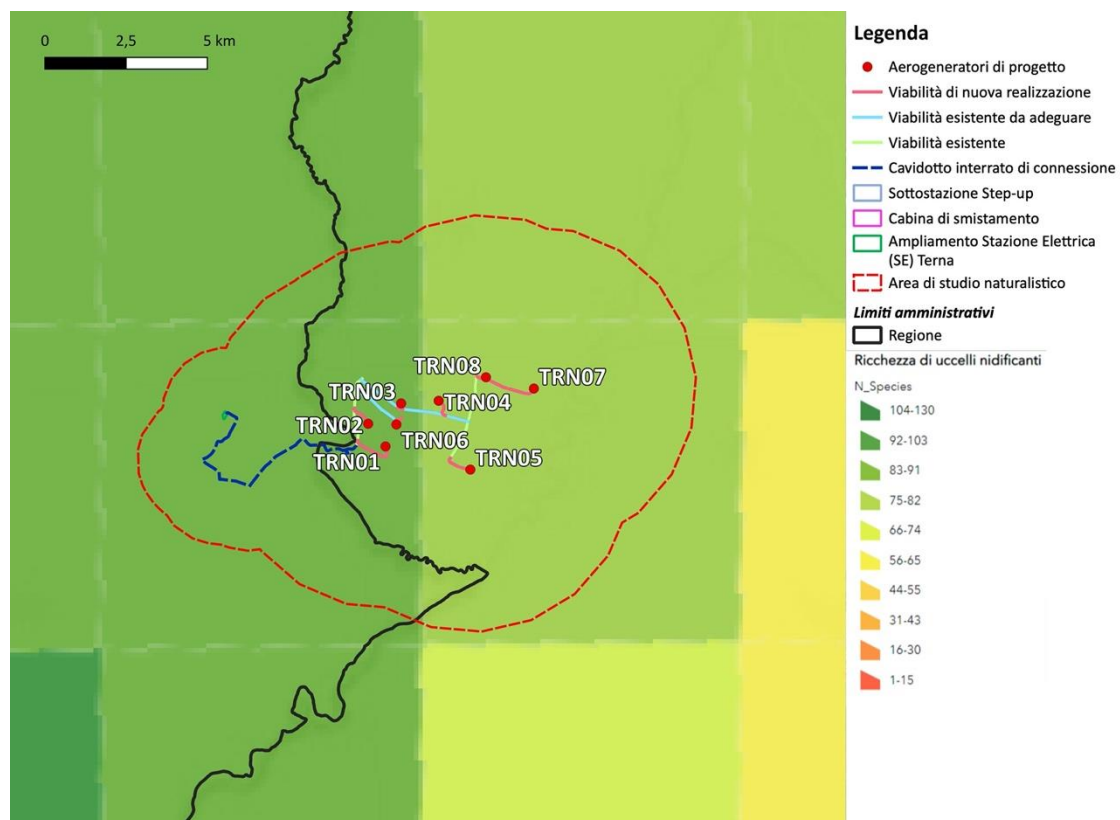 0 2,5 5 km
TRN08
TRN07
TRN03
TRN04
TRN02
TRN06
TRN01
TRN05
Legenda
Aerogeneratori di progetto
Viabilità di nuova realizzazione
Viabilità esistente da adeguare
Viabilità esistente
Cavidotto interrato di connessione
Sottostazione Step-up
Cabina di smistamento
Ampliamento Stazione Elettrica
(SE) Terna
Area di studio naturalistico
Limiti amministrativi
Regione
Ricchezza di uccelli nidificanti
N_Species
104-130
92-103
83-91
75-82
66-74
56-65
44-55
31-43
16-30
1-15